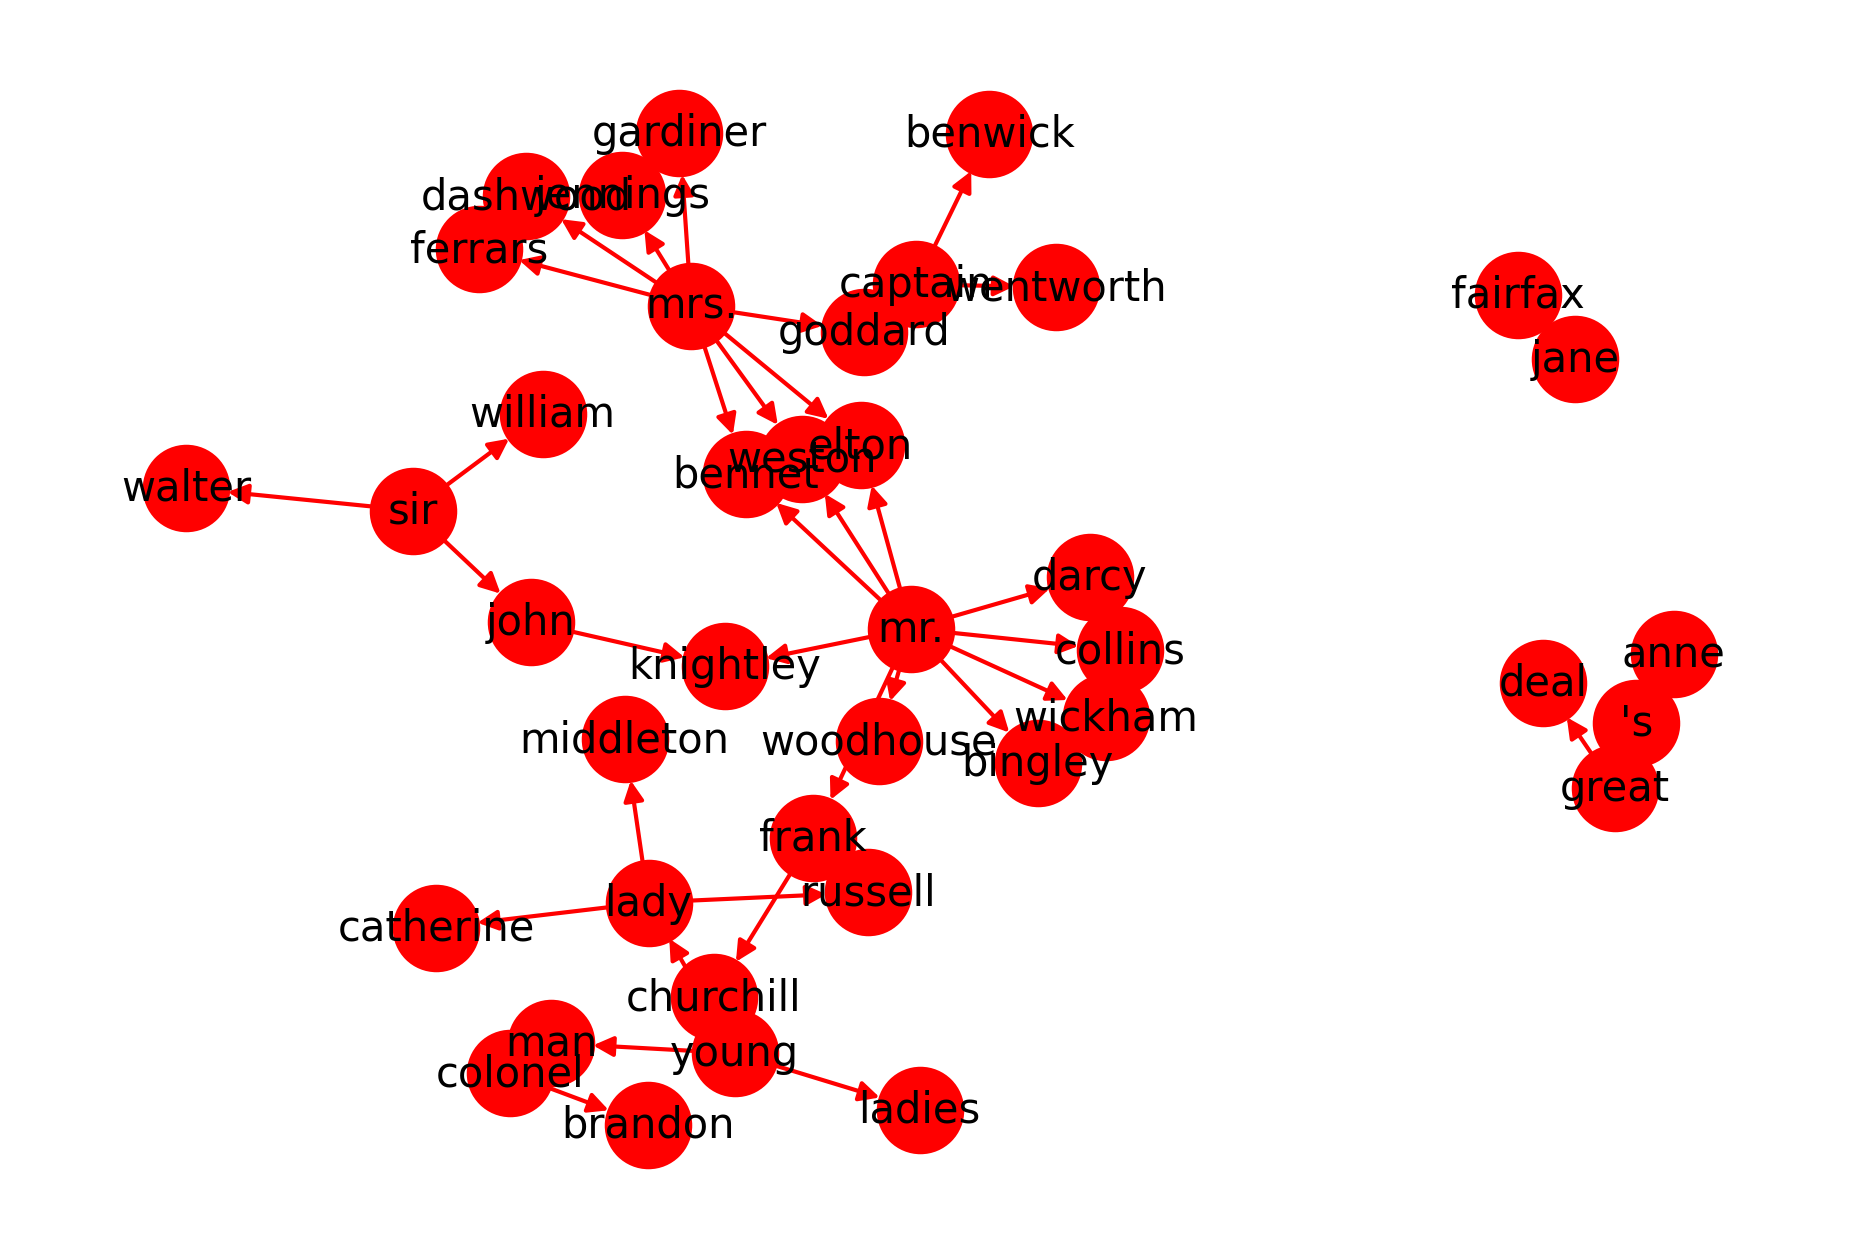 gardiner
benwick
dashwood
jennings
ferrars
captain
wentworth
fairfax
mrs.
goddard
jane
william
elton
weston
bennet
walter
sir
darcy
john
mr.
collins
anne
knightley
deal
wickham
's
middleton
woodhouse
bingley
great
frank
russell
lady
catherine
churchill
man
young
colonel
ladies
brandon